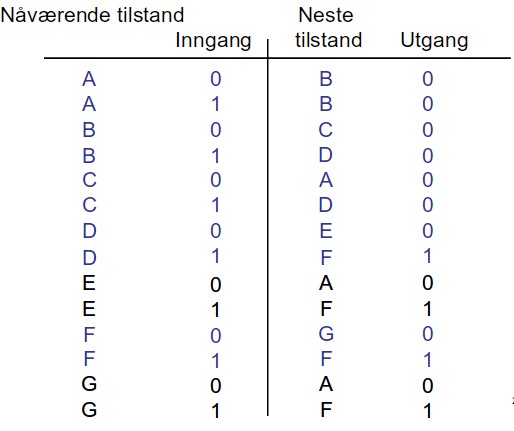 Nåværende tilstand Neste
Inngang tilstand Utgang
A 0 B 0
A 1 B 0
B 0 C 0
B 1 D 0
C 0 A 0
C 1 D 0
D 0 E 0
D 1 F 1
E 0 A 0
E 1 F 1
F 0 G 0
F 1 F 1
G 0 A 0
G 1 F 1